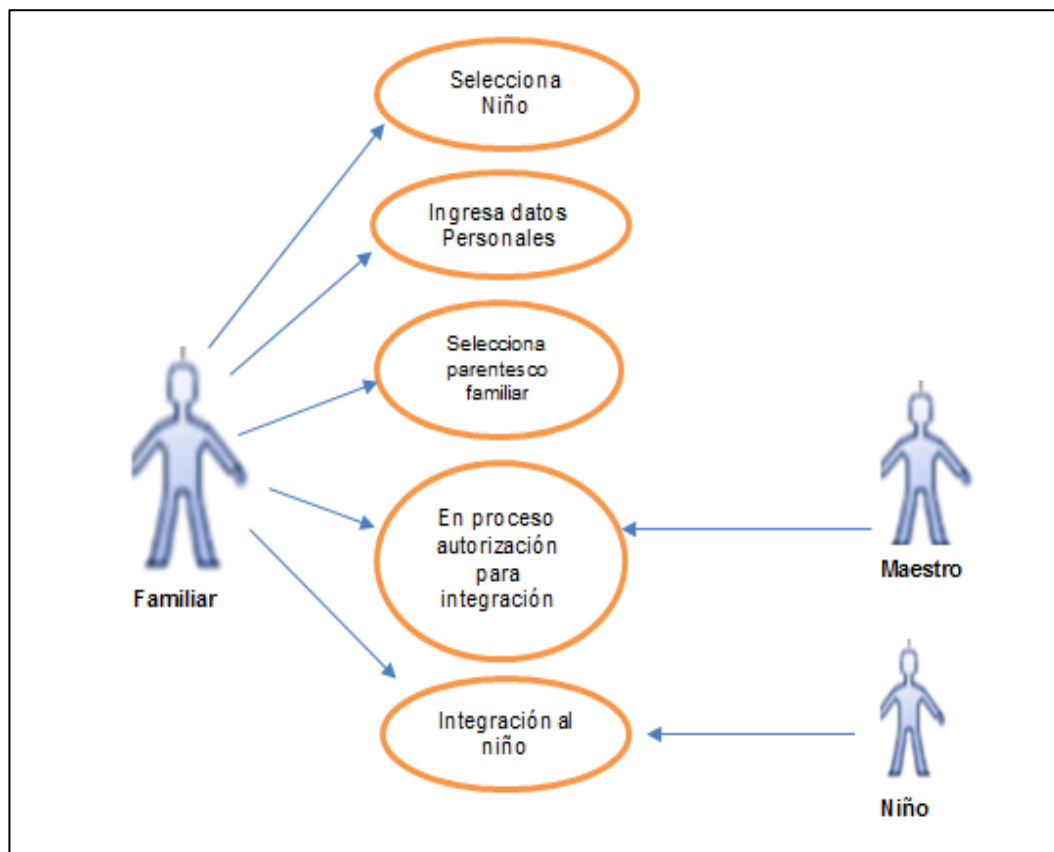 Selecciona
Niño
Ingresa datos
Personales
Selecciona
parentesco
familiar
En proceso
autorización
para
integración
Integración al
niño
Familiar
Maestro
Niño